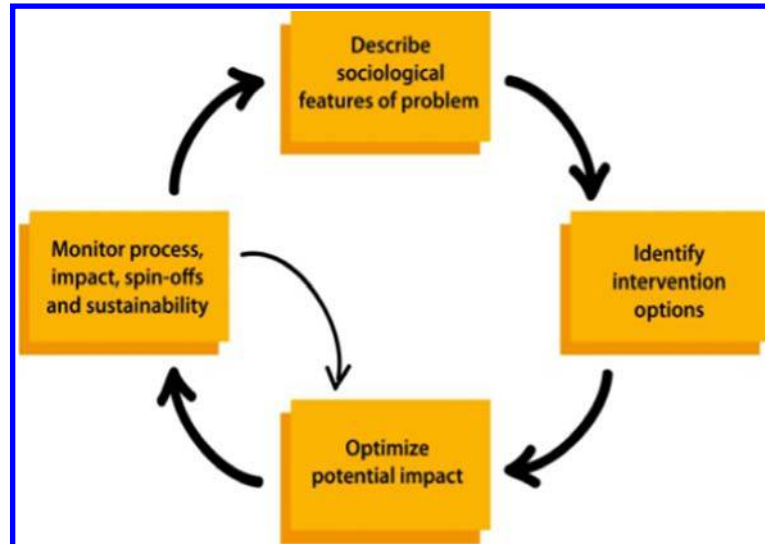 Describe
sociological
features of problem
Identify
intervention
options
Optimize
potential impact
Monitor process,
impact, spin-offs
and sustainability